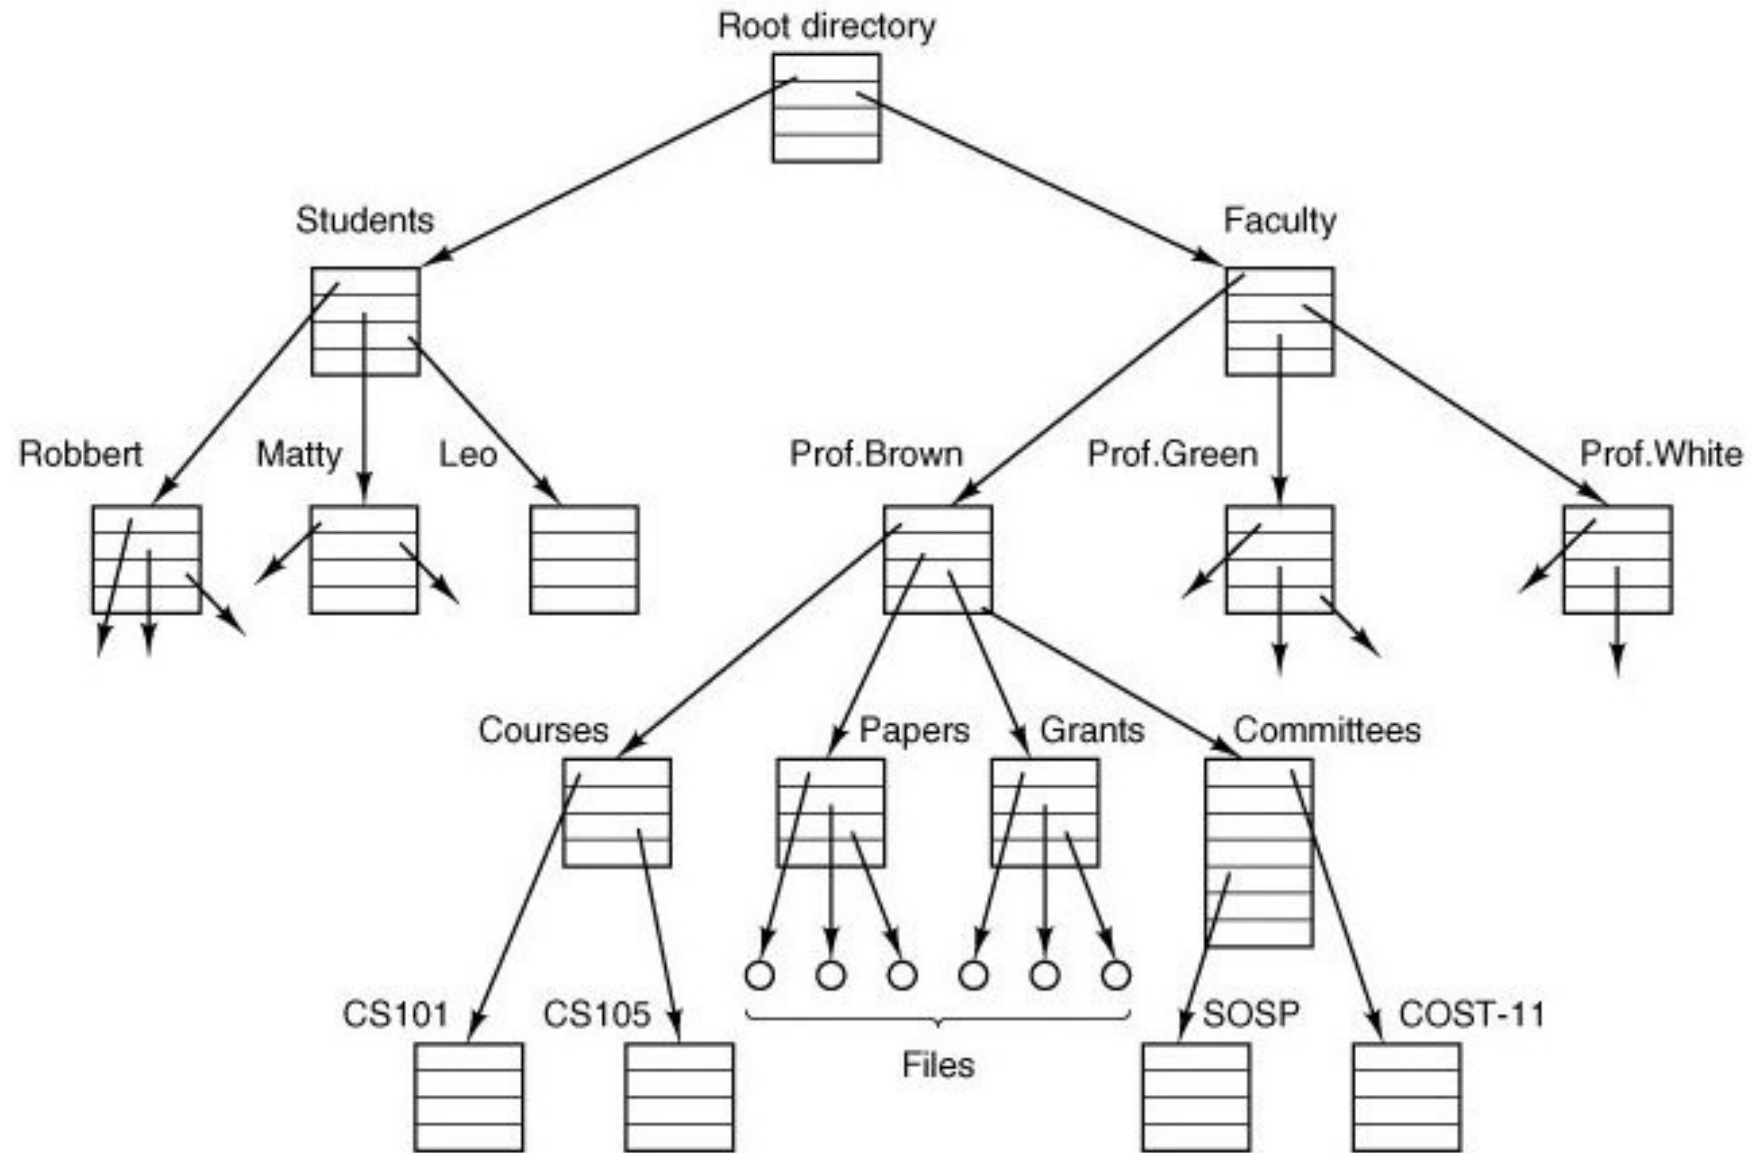 Root directory
Students
Faculty
Robbert
Matty
Leo
Prof.Brown
Prof.Green
Prof.White
Courses
Papers
Grants
Committees
CS101
CS105
SOSP
COST-11
Files